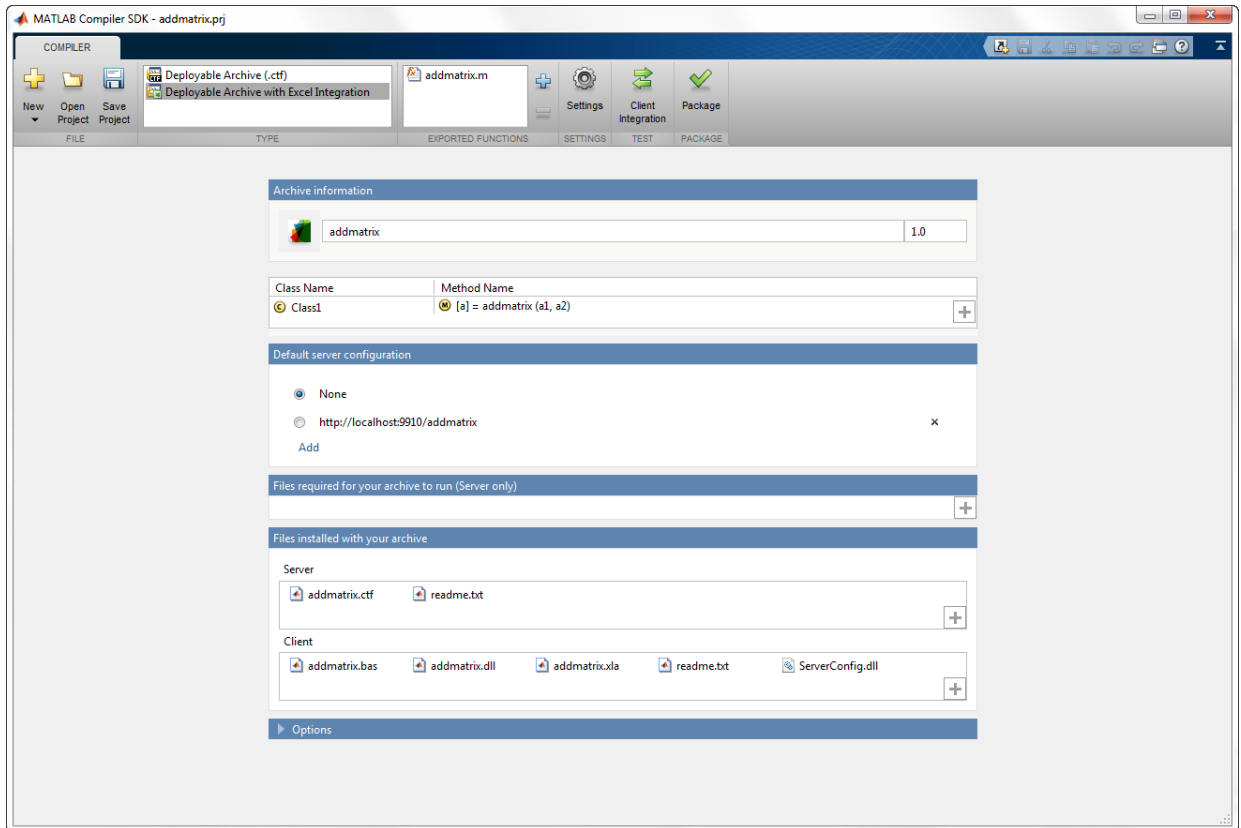 MATLAB Compiler SDK - addmatrix.prj
COMPILER
New
Open Project
Save Project
FILE
CTF Deployable Archive (.ctf)
Deployable Archive with Excel Integration
TYPE
fx addmatrix.m
EXPORTED FUNCTIONS
Settings
SETTINGS
Client Integration
TEST
Package
PACKAGE
Archive information
addmatrix 1.0
Class Name Method Name
C Class1 M [a] = addmatrix (a1, a2)
Default server configuration
None
http://localhost:9910/addmatrix
Add
Files required for your archive to run (Server only)
Files installed with your archive
Server
addmatrix.ctf readme.txt
Client
addmatrix.bas addmatrix.dll addmatrix.xla readme.txt ServerConfig.dll
Options